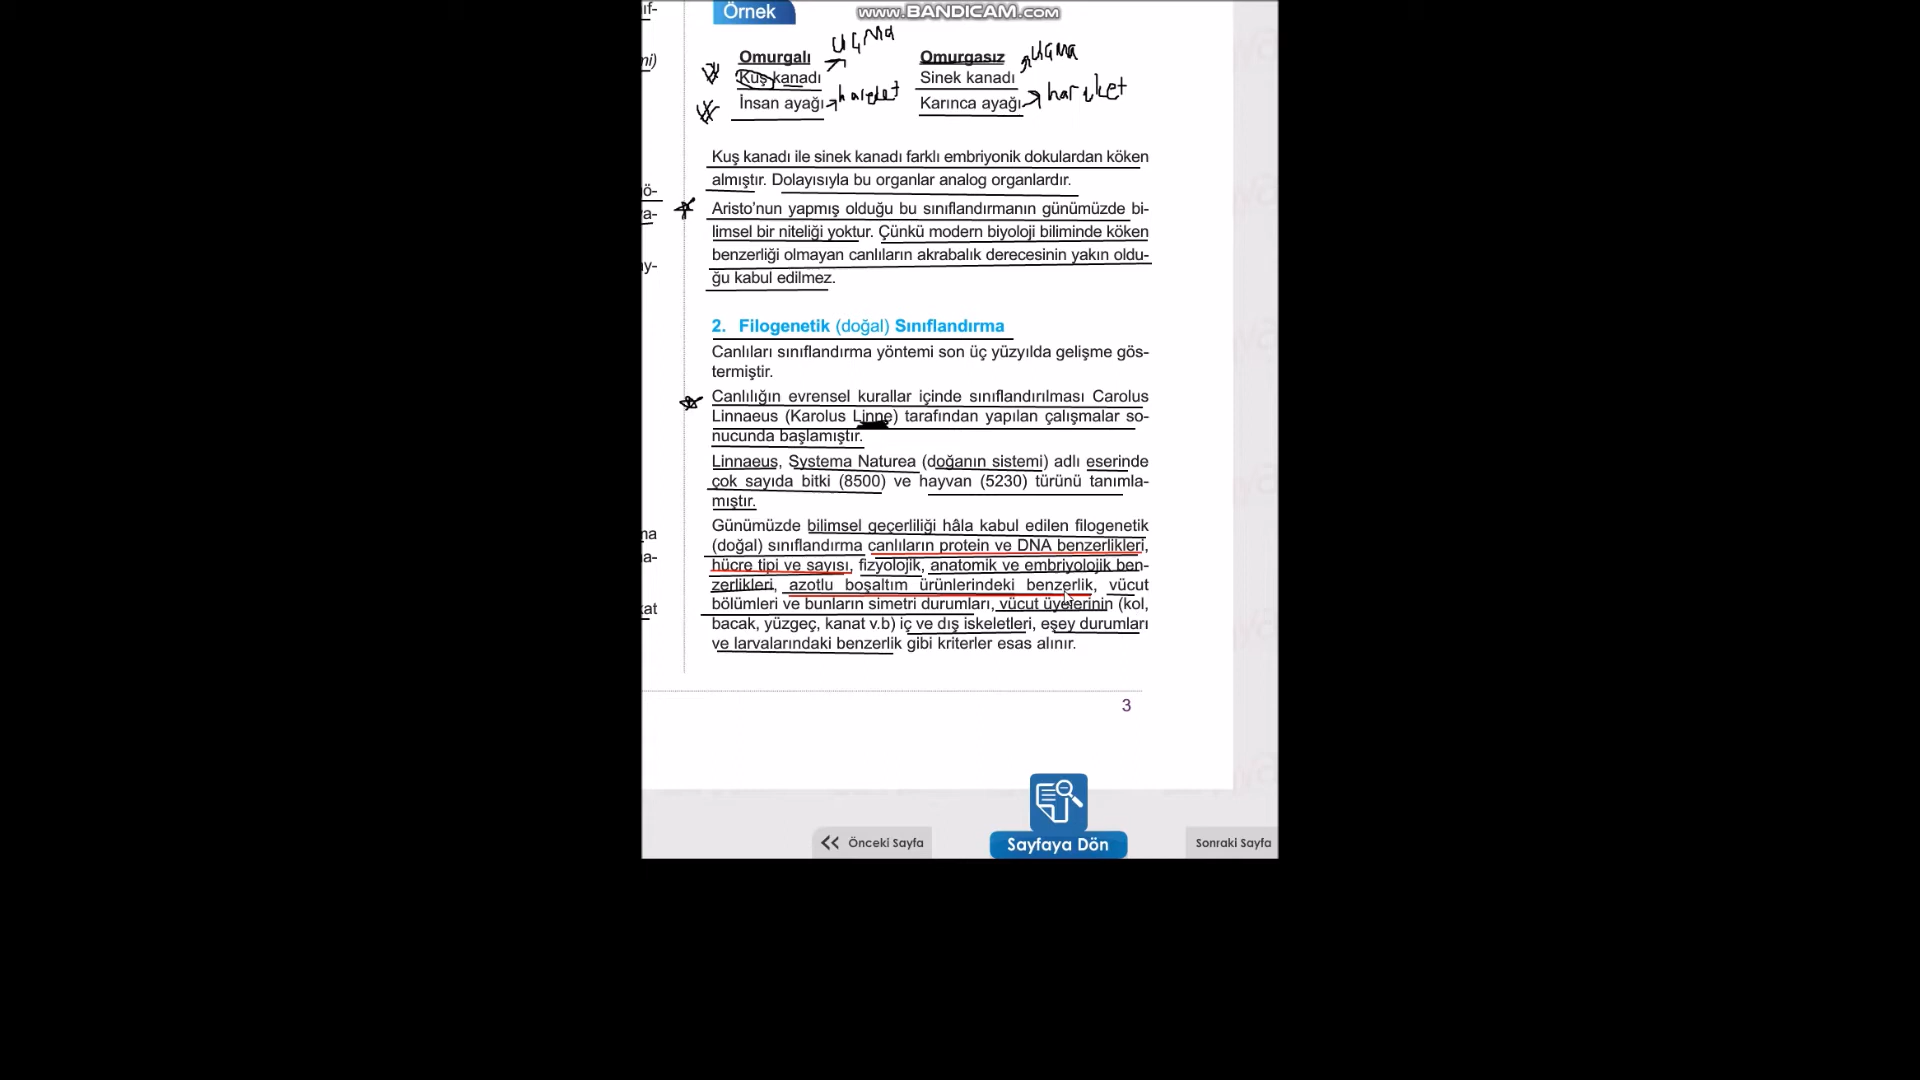 www.BANDICAM.com
Örnek
Omurgalı
Omurgasız
uçma
uçma
Kuş kanadı
Sinek kanadı
İnsan ayağı
hareket
Karınca ayağı
hareket
Kuş kanadı ile sinek kanadı farklı embriyonik dokulardan köken
almıştır. Dolayısıyla bu organlar analog organlardır.
Aristo’nun yapmış olduğu bu sınıflandırmanın günümüzde bi-
limsel bir niteliği yoktur. Çünkü modern biyoloji biliminde köken
benzerliği olmayan canlıların akrabalık derecesinin yakın oldu-
ğu kabul edilmez.
2. Filogenetik (doğal) Sınıflandırma
Canlıları sınıflandırma yöntemi son üç yüzyılda gelişme gös-
termiştir.
Canlılığın evrensel kurallar içinde sınıflandırılması Carolus
Linnaeus (Karolus Linne) tarafından yapılan çalışmalar so-
nucunda başlamıştır.
Linnaeus, Systema Naturea (doğanın sistemi) adlı eserinde
çok sayıda bitki (8500) ve hayvan (5230) türünü tanımla-
mıştır.
Günümüzde bilimsel geçerliliği hâla kabul edilen filogenetik
(doğal) sınıflandırma canlıların protein ve DNA benzerlikleri,
hücre tipi ve sayısı, fizyolojik, anatomik ve embriyolojik ben-
zerlikleri, azotlu boşaltım ürünlerindeki benzerlik, vücut
bölümleri ve bunların simetri durumları, vücut üyelerinin (kol,
bacak, yüzgeç, kanat v.b) iç ve dış iskeletleri, eşey durumları
ve larvalarındaki benzerlik gibi kriterler esas alınır.
3
Önceki Sayfa
Sayfaya Dön
Sonraki Sayfa